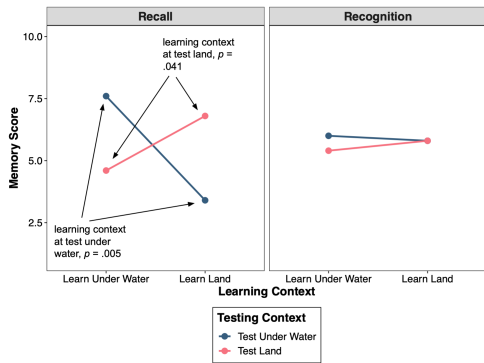 Recall
Recognition
10.0
7.5
5.0
2.5
Memory Score
learning context
at test land, p =
.041
learning context
at test under
water, p = .005
Learn Under Water
Learn Land
Learn Under Water
Learn Land
Learning Context
Testing Context
Test Under Water
Test Land